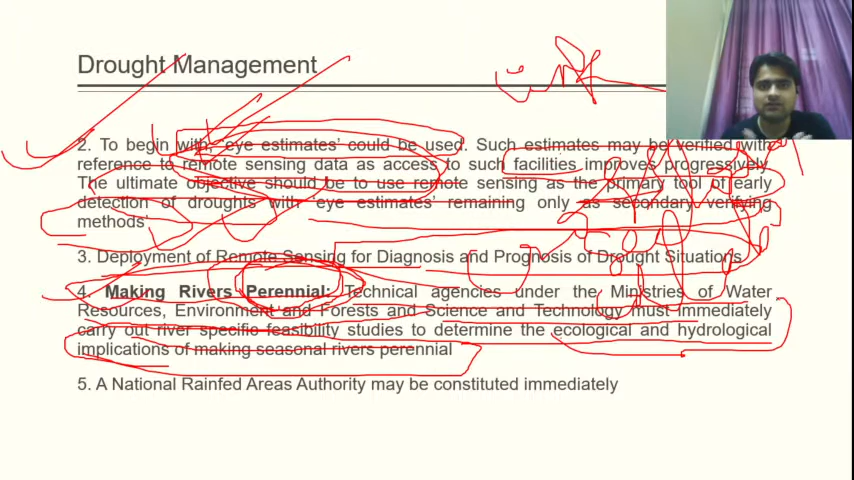 Drought Management
2. To begin with, 'eye estimates' could be used. Such estimates may be verified with
reference to remote sensing data as access to such facilities improves progressively.
The ultimate objective should be to use remote sensing as the primary tool of early
detection of droughts with 'eye estimates' remaining only as secondary verifying
methods'
3. Deployment of Remote Sensing for Diagnosis and Prognosis of Drought Situations
4. Making Rivers Perennial: Technical agencies under the Ministries of Water
Resources, Environment and Forests and Science and Technology must immediately
carry out river specific feasibility studies to determine the ecological and hydrological
implications of making seasonal rivers perennial
5. A National Rainfed Areas Authority may be constituted immediately